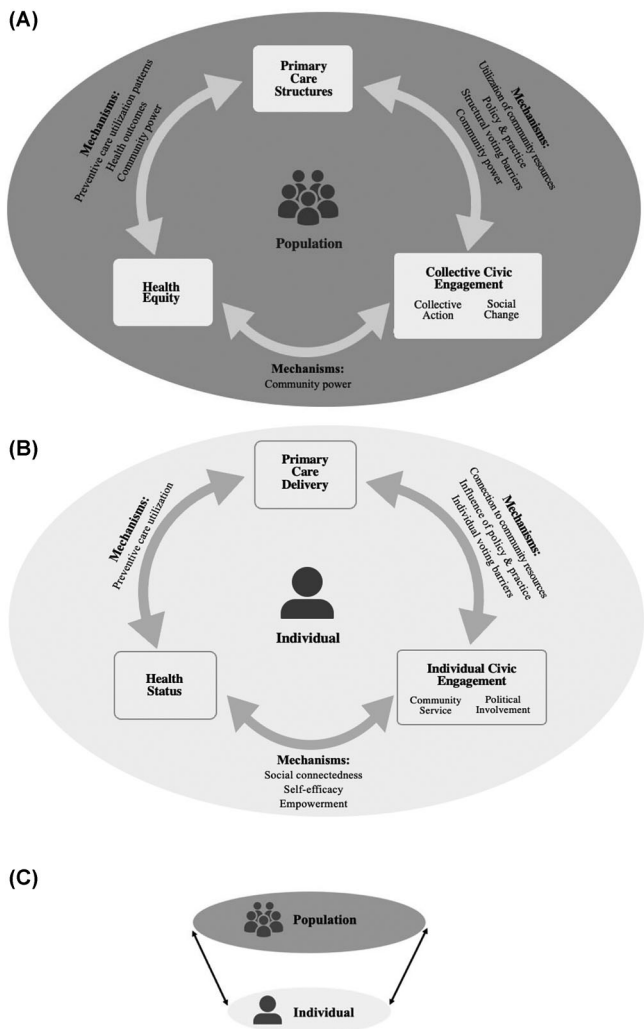 (A)
Primary
Care
Structures
Mechanisms:
Preventive care utilization patterns
Health outcomes
Community power
Mechanisms:
Utilization of community resources
Policy & practice
Structural voting barriers
Community power
Population
Health
Equity
Collective Civic
Engagement
Collective
Action
Social
Change
Mechanisms:
Community power
(B)
Primary
Care
Delivery
Mechanisms:
Preventive care utilization
Mechanisms:
Connection to community resources
Influence of policy & practice
Individual voting barriers
Individual
Health
Status
Individual Civic
Engagement
Community
Service
Political
Involvement
Mechanisms:
Social connectedness
Self-efficacy
Empowerment
(C)
Population
Individual